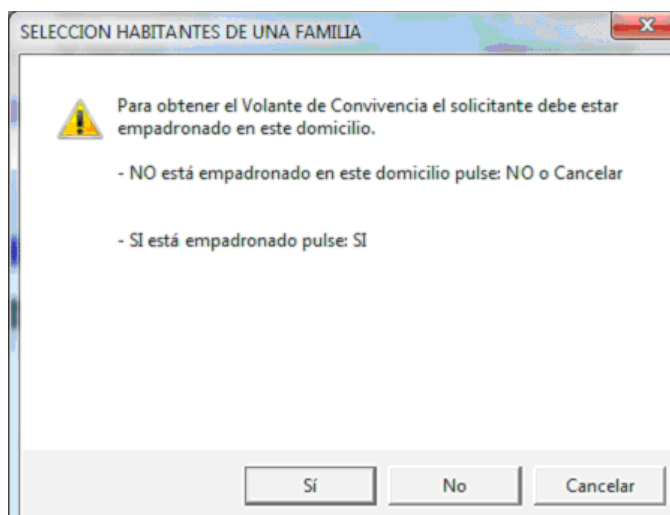 SELECCION HABITANTES DE UNA FAMILIA
Para obtener el Volante de Convivencia el solicitante debe estar
empadronado en este domicilio.
- NO está empadronado en este domicilio pulse: NO o Cancelar
- SI está empadronado pulse: SI
Sí No Cancelar